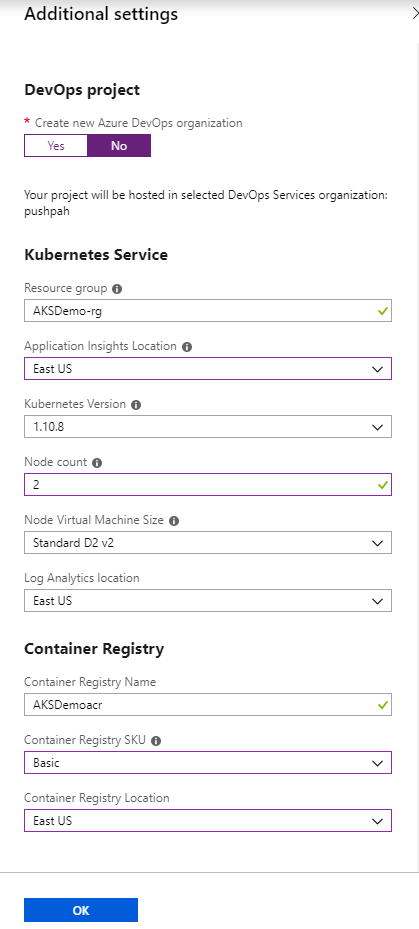 Additional settings
DevOps project
* Create new Azure DevOps organization
Yes No
Your project will be hosted in selected DevOps Services organization:
pushpah
Kubernetes Service
Resource group
AKSDemo-rg
Application Insights Location
East US
Kubernetes Version
1.10.8
Node count
2
Node Virtual Machine Size
Standard D2 v2
Log Analytics location
East US
Container Registry
Container Registry Name
AKSDemoacr
Container Registry SKU
Basic
Container Registry Location
East US
OK